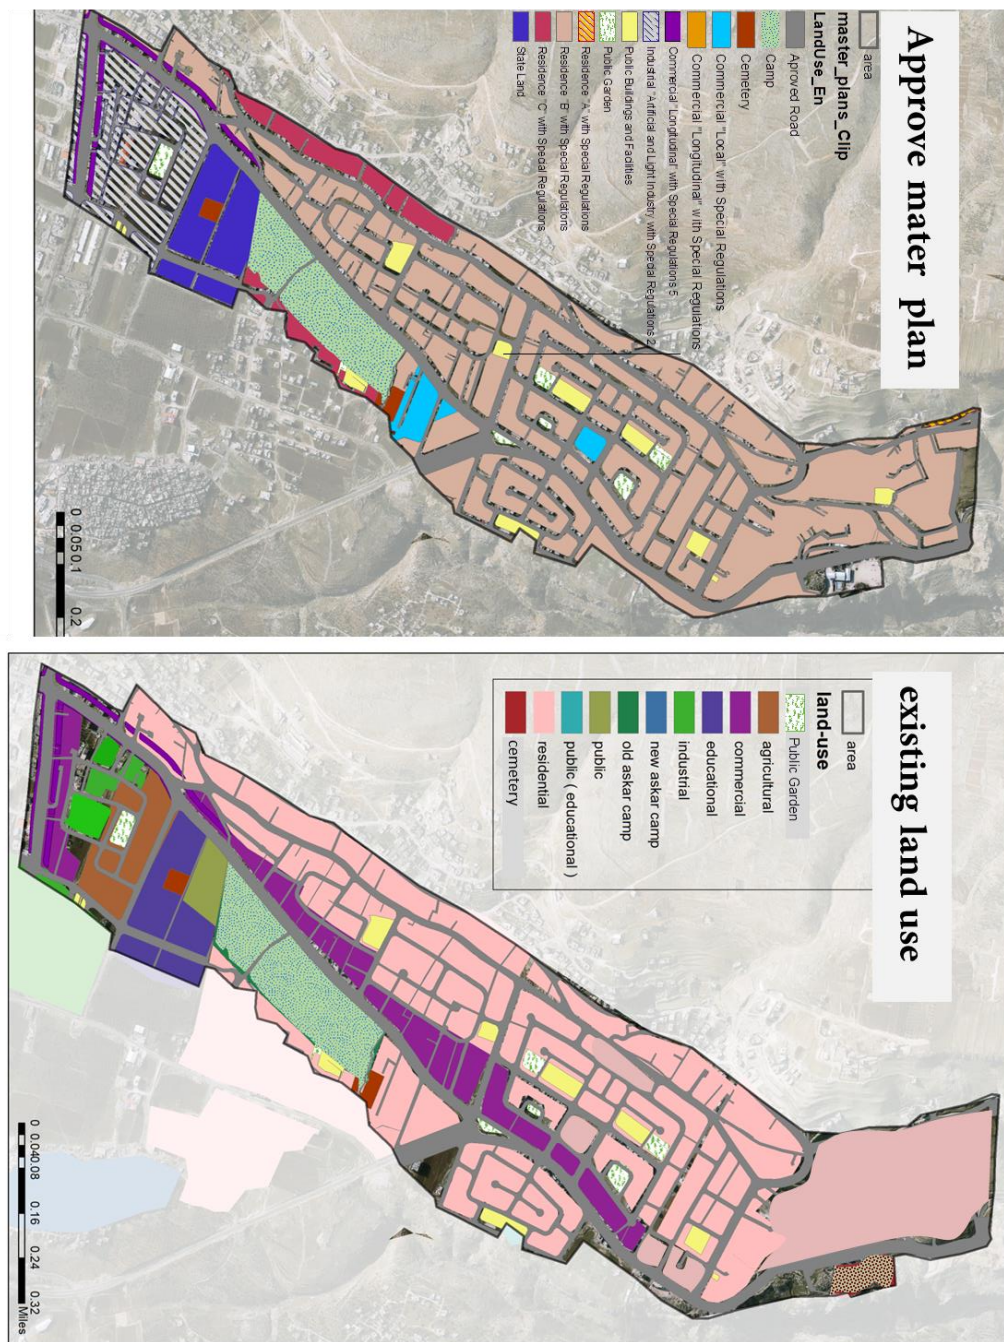 Approve mater plan
area
master_plans_Clip
LandUse_En
Aproved Road
Camp
Cemetery
Commercial "Local" with Special Regulations
Commercial "Longitudinal" with Special Regulations
Commercial "Longitudinal" with Special Regulations 5
Industrial "Artificial and Light Industry with Special Regulations 2
Public Buildings and Facilities
Public Garden
Residence "A" with Special Regulations
Residence "B" with Special Regulations
Residence "C" with Special Regulations
State Land
0 0.05 0.1 0.2
existing land use
area
land-use
Public Garden
agricultural
commercial
educational
industrial
new askar camp
old askar camp
public
public ( educational )
residential
cemetery
0 0.040.08 0.16 0.24 0.32
Miles